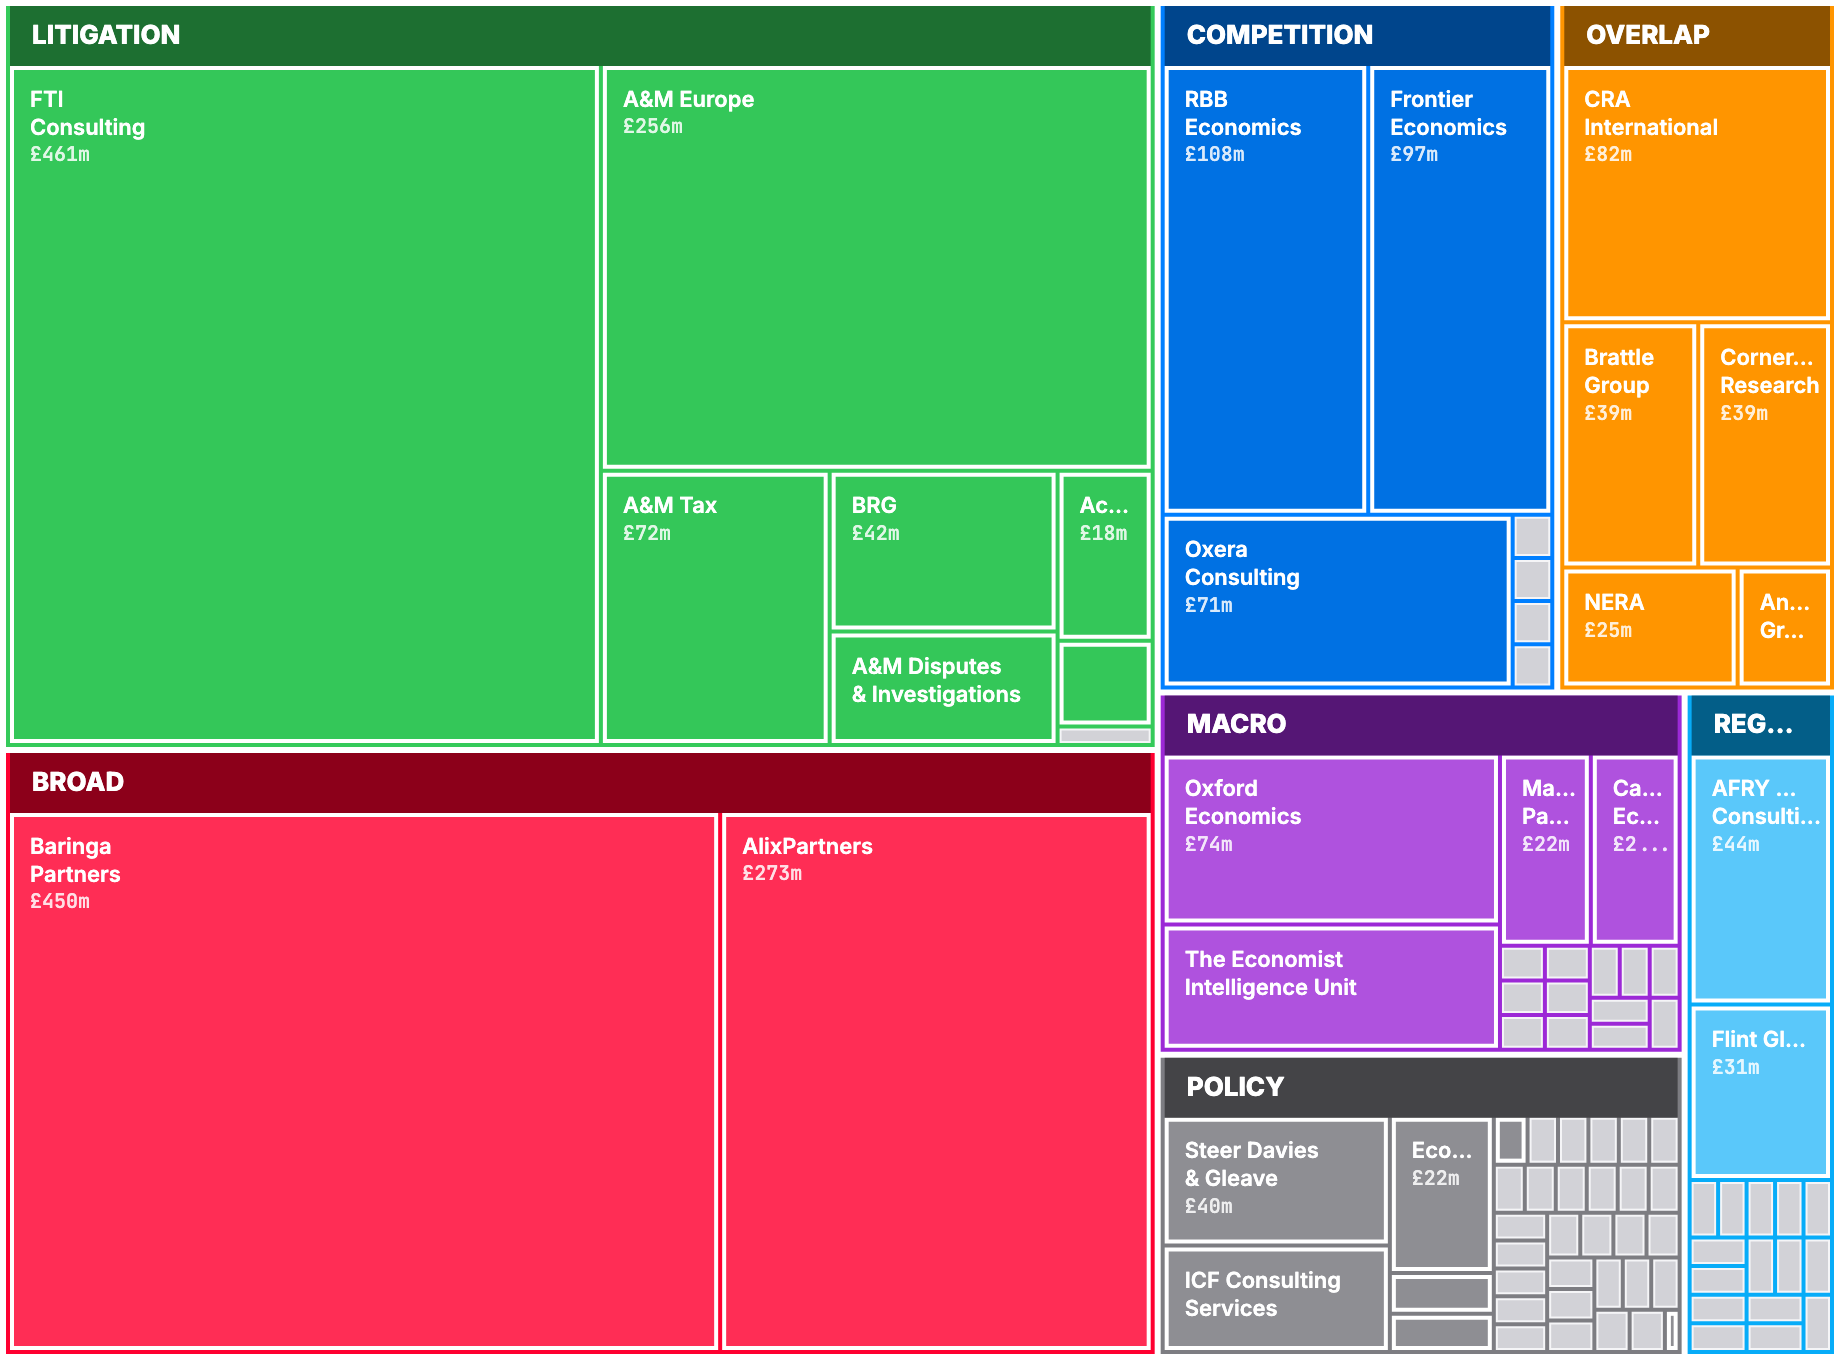 LITIGATION
FTI
Consulting
£461m
A&M Europe
£256m
A&M Tax
£72m
BRG
£42m
Ac...
£18m
A&M Disputes
& Investigations
BROAD
Baringa
Partners
£450m
AlixPartners
£273m
COMPETITION
RBB
Economics
£108m
Frontier
Economics
£97m
Oxera
Consulting
£71m
OVERLAP
CRA
International
£82m
Brattle
Group
£39m
Corner...
Research
£39m
NERA
£25m
An...
Gr...
MACRO
Oxford
Economics
£74m
Ma...
Pa...
£22m
Ca...
Ec...
£2...
The Economist
Intelligence Unit
POLICY
Steer Davies
& Gleave
£40m
Eco...
£22m
ICF Consulting
Services
REG...
AFRY ...
Consulti...
£44m
Flint Gl...
£31m